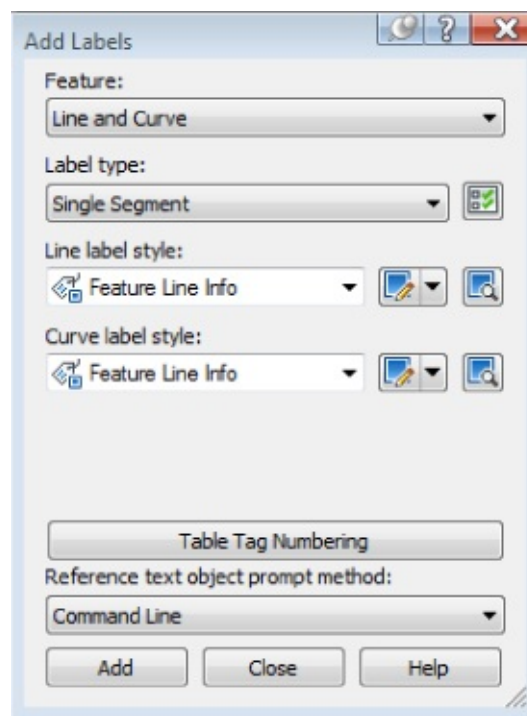 Add Labels
?
Feature:
Line and Curve
Label type:
Single Segment
Line label style:
Feature Line Info
Curve label style:
Feature Line Info
Table Tag Numbering
Reference text object prompt method:
Command Line
Add Close Help